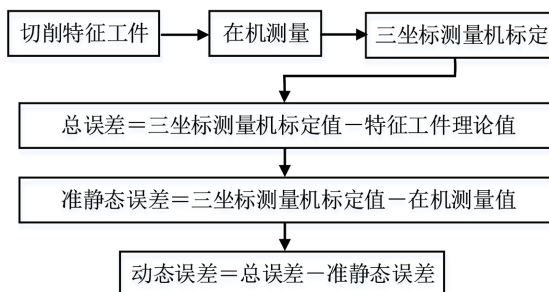 切削特征工件
在机测量
三坐标测量机标定
总误差＝三坐标测量机标定值－特征工件理论值
准静态误差＝三坐标测量机标定值－在机测量值
动态误差＝总误差－准静态误差